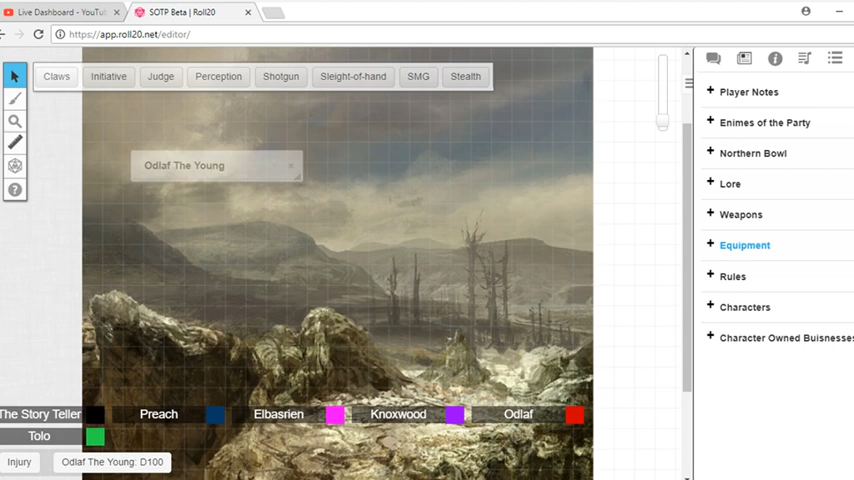 Live Dashboard - YouTu
SOTP Beta | Roll20
https://app.roll20.net/editor/
Claws Initiative Judge Perception Shotgun Sleight-of-hand SMG Stealth
Odlaf The Young
Player Notes
Enimes of the Party
Northern Bowl
Lore
Weapons
Equipment
Rules
Characters
Character Owned Buisnesses
The Story Teller Preach Elbasrien Knoxwood Odlaf
Tolo
Injury Odlaf The Young: D100